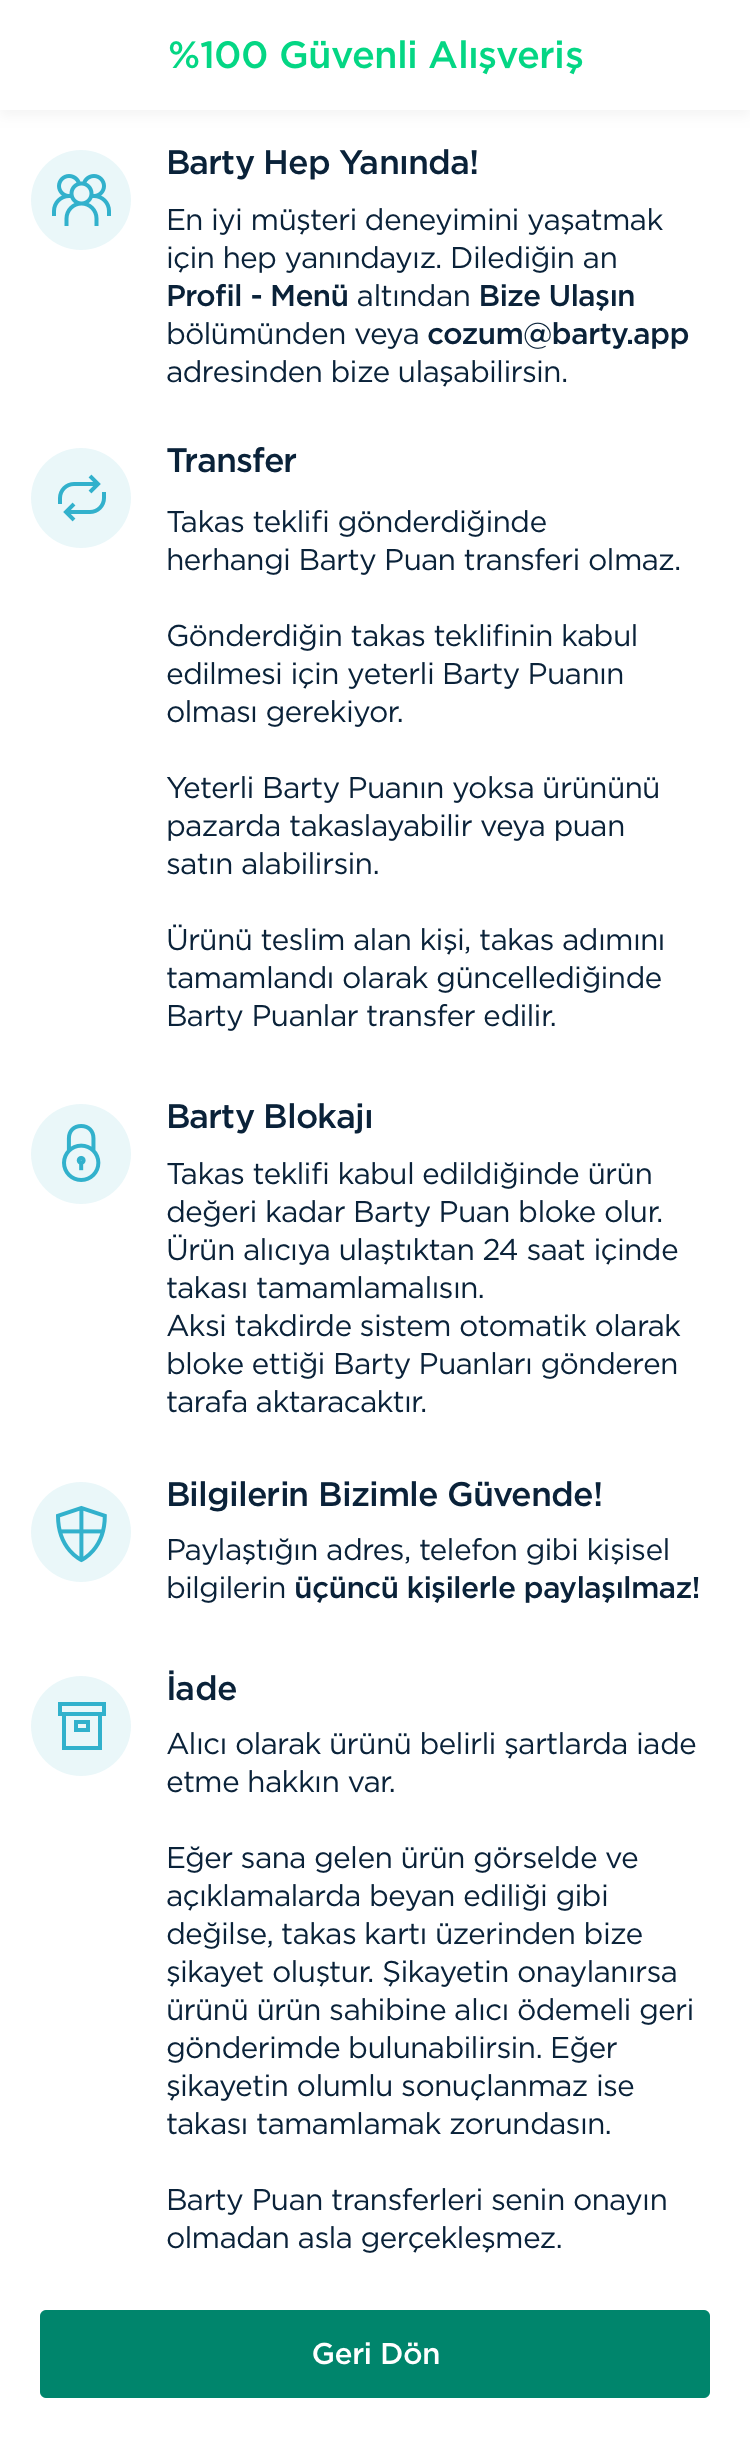 %100 Güvenli Alışveriş
Barty Hep Yanında!
En iyi müşteri deneyimini yaşatmak
için hep yanındayız. Dilediğin an
Profil - Menü altından Bize Ulaşın
bölümünden veya cozum@barty.app
adresinden bize ulaşabilirsin.
Transfer
Takas teklifi gönderdiğinde
herhangi Barty Puan transferi olmaz.
Gönderdiğin takas teklifinin kabul
edilmesi için yeterli Barty Puanın
olması gerekiyor.
Yeterli Barty Puanın yoksa ürününü
pazarda takaslayabilir veya puan
satın alabilirsin.
Ürünü teslim alan kişi, takas adımını
tamamlandı olarak güncellediğinde
Barty Puanlar transfer edilir.
Barty Blokajı
Takas teklifi kabul edildiğinde ürün
değeri kadar Barty Puan bloke olur.
Ürün alıcıya ulaştıktan 24 saat içinde
takası tamamlamalısın.
Aksi takdirde sistem otomatik olarak
bloke ettiği Barty Puanları gönderen
tarafa aktaracaktır.
Bilgilerin Bizimle Güvende!
Paylaştığın adres, telefon gibi kişisel
bilgilerin üçüncü kişilerle paylaşılmaz!
İade
Alıcı olarak ürünü belirli şartlarda iade
etme hakkın var.
Eğer sana gelen ürün görselde ve
açıklamalarda beyan ediliği gibi
değilse, takas kartı üzerinden bize
şikayet oluştur. Şikayetin onaylanırsa
ürünü ürün sahibine alıcı ödemeli geri
gönderimde bulunabilirsin. Eğer
şikayetin olumlu sonuçlanmaz ise
takası tamamlamak zorundasın.
Barty Puan transferleri senin onayın
olmadan asla gerçekleşmez.
Geri Dön